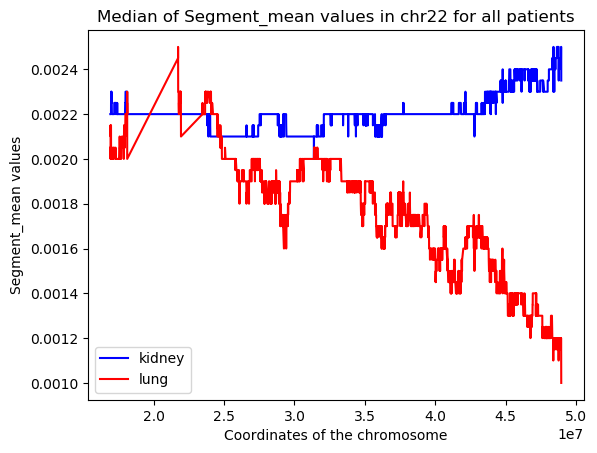 Median of Segment_mean values in chr22 for all patients
Segment_mean values
0.0024
0.0022
0.0020
0.0018
0.0016
0.0014
0.0012
0.0010
kidney
lung
2.0 2.5 3.0 3.5 4.0 4.5 5.0
1e7
Coordinates of the chromosome